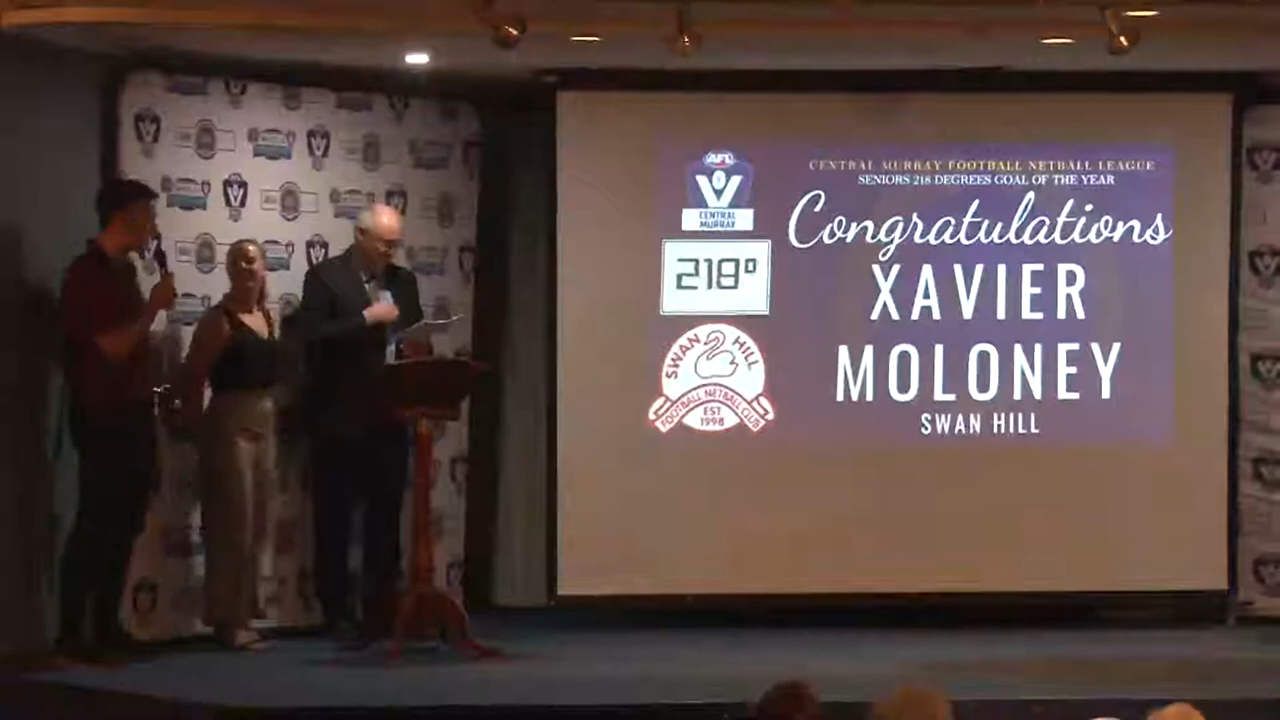 CENTRAL MURRAY FOOTBALL NETBALL LEAGUE
SENIORS 218 DEGREES GOAL OF THE YEAR
Congratulations
XAVIER
MOLONEY
SWAN HILL
AFL
V
CENTRAL
MURRAY
218º
SWAN HILL
FOOTBALL NETBALL CLUB
EST
1998